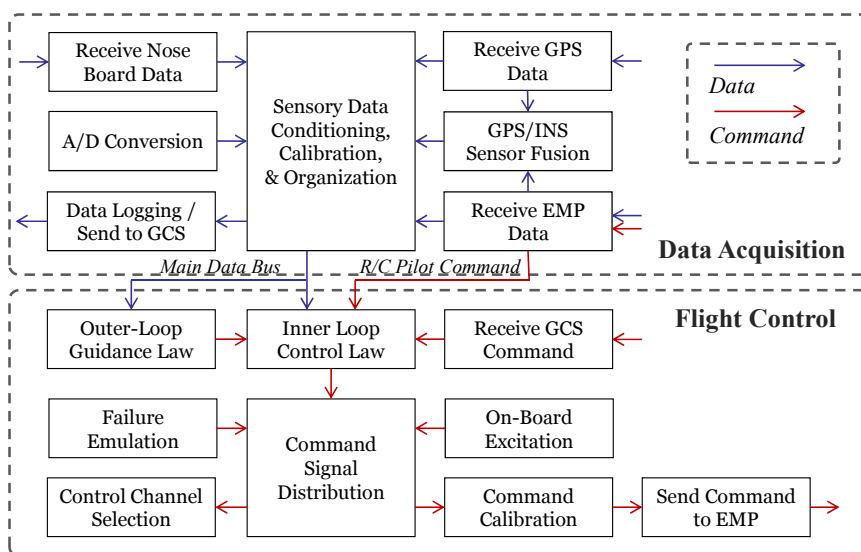 Receive Nose
Board Data
Sensory Data
Conditioning,
Calibration,
& Organization
Receive GPS
Data
Data
Command
A/D Conversion
GPS/INS
Sensor Fusion
Data Logging /
Send to GCS
Receive EMP
Data
Data Acquisition
Main Data Bus
R/C Pilot Command
Outer-Loop
Guidance Law
Inner Loop
Control Law
Receive GCS
Command
Flight Control
Failure
Emulation
Command
Signal
Distribution
On-Board
Excitation
Control Channel
Selection
Command
Calibration
Send Command
to EMP